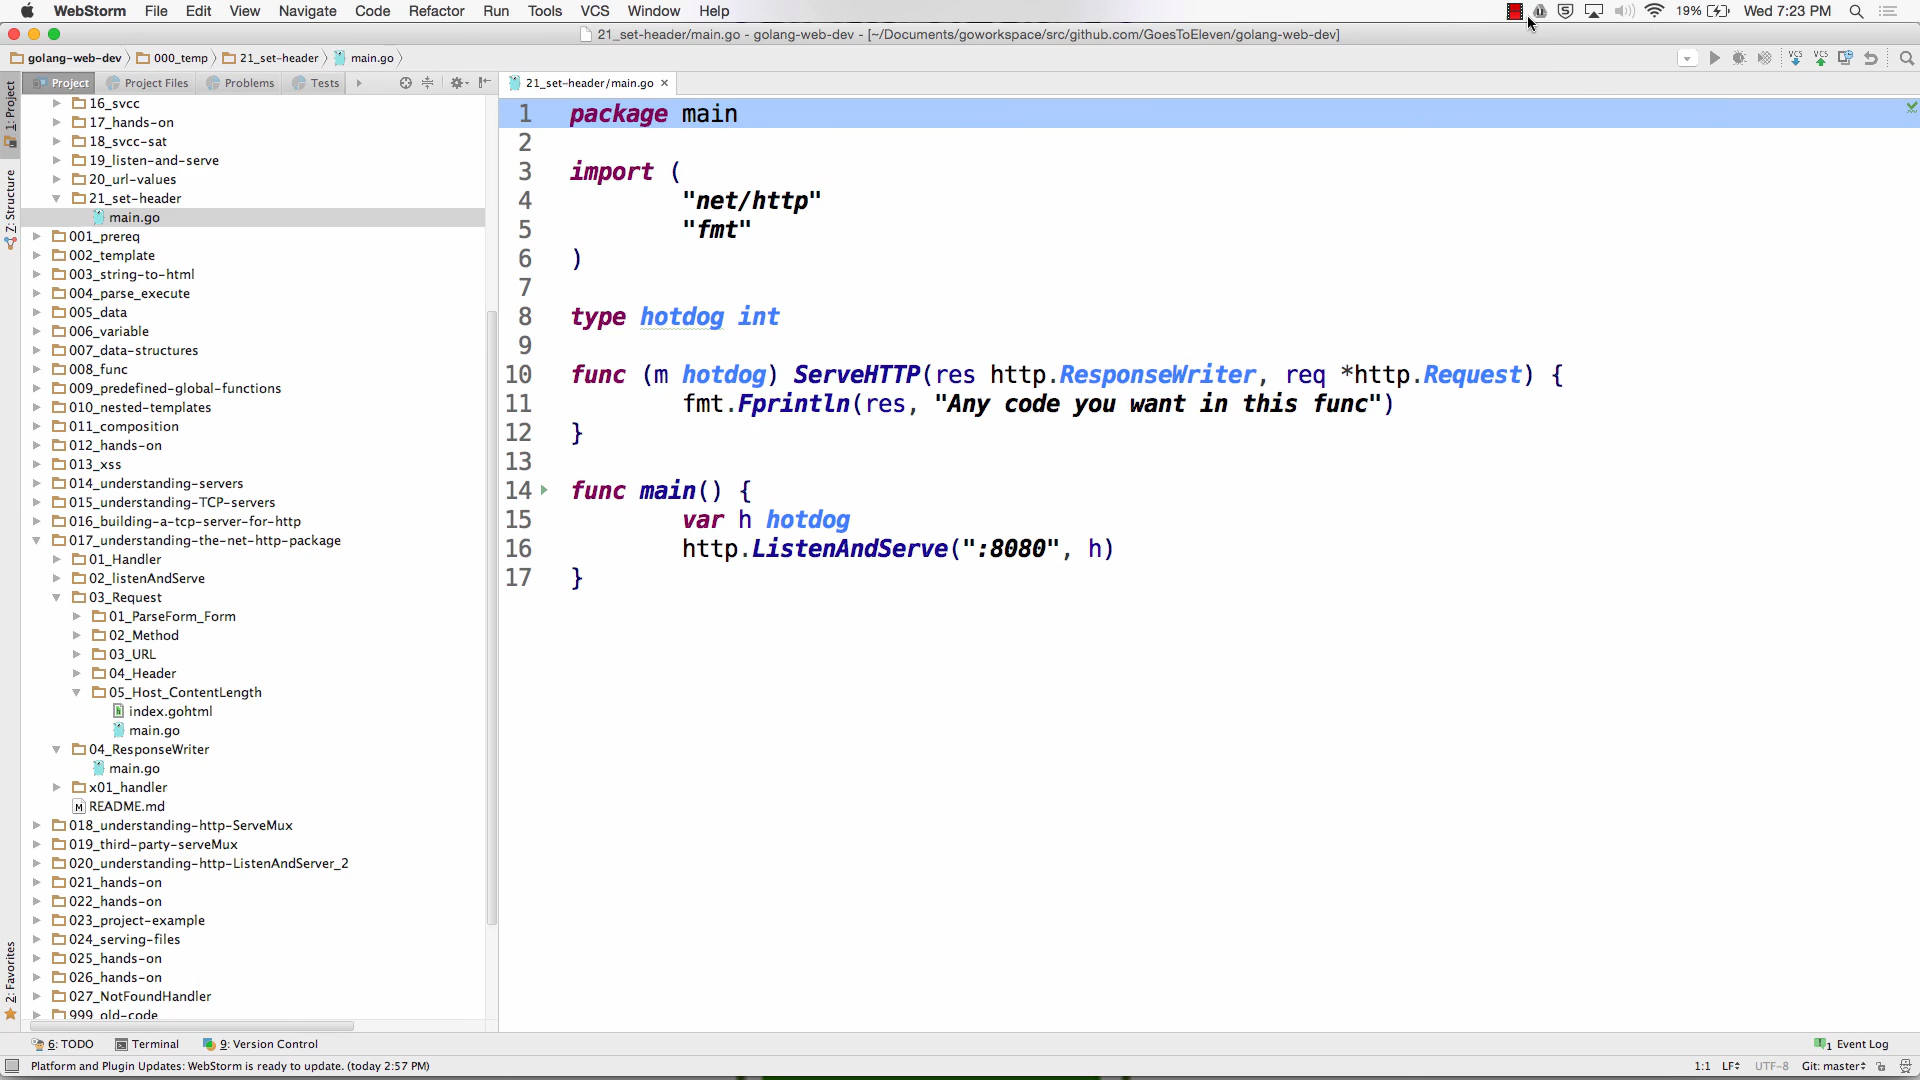 WebStorm File Edit View Navigate Code Refactor Run Tools VCS Window Help 19% Wed 7:23 PM
21_set-header/main.go - golang-web-dev - [~/Documents/goworkspace/src/github.com/GoesToEleven/golang-web-dev]
golang-web-dev 000_temp 21_set-header main.go
Project Project Files Problems Tests
21_set-header/main.go
1: Project
Z: Structure
2: Favorites
16_svcc
17_hands-on
18_svcc-sat
19_listen-and-serve
20_url-values
21_set-header
main.go
001_prereq
002_template
003_string-to-html
004_parse_execute
005_data
006_variable
007_data-structures
008_func
009_predefined-global-functions
010_nested-templates
011_composition
012_hands-on
013_xss
014_understanding-servers
015_understanding-TCP-servers
016_building-a-tcp-server-for-http
017_understanding-the-net-http-package
01_Handler
02_listenAndServe
03_Request
01_ParseForm_Form
02_Method
03_URL
04_Header
05_Host_ContentLength
index.gohtml
main.go
04_ResponseWriter
main.go
x01_handler
README.md
018_understanding-http-ServeMux
019_third-party-serveMux
020_understanding-http-ListenAndServer_2
021_hands-on
022_hands-on
023_project-example
024_serving-files
025_hands-on
026_hands-on
027_NotFoundHandler
999_old-code
1 package main
2
3 import (
4 "net/http"
5 "fmt"
6 )
7
8 type hotdog int
9
10 func (m hotdog) ServeHTTP(res http.ResponseWriter, req *http.Request) {
11 fmt.Fprintln(res, "Any code you want in this func")
12 }
13
14 func main() {
15 var h hotdog
16 http.ListenAndServe(":8080", h)
17 }
6: TODO Terminal 9: Version Control 1 Event Log
Platform and Plugin Updates: WebStorm is ready to update. (today 2:57 PM) 1:1 LF UTF-8 Git: master